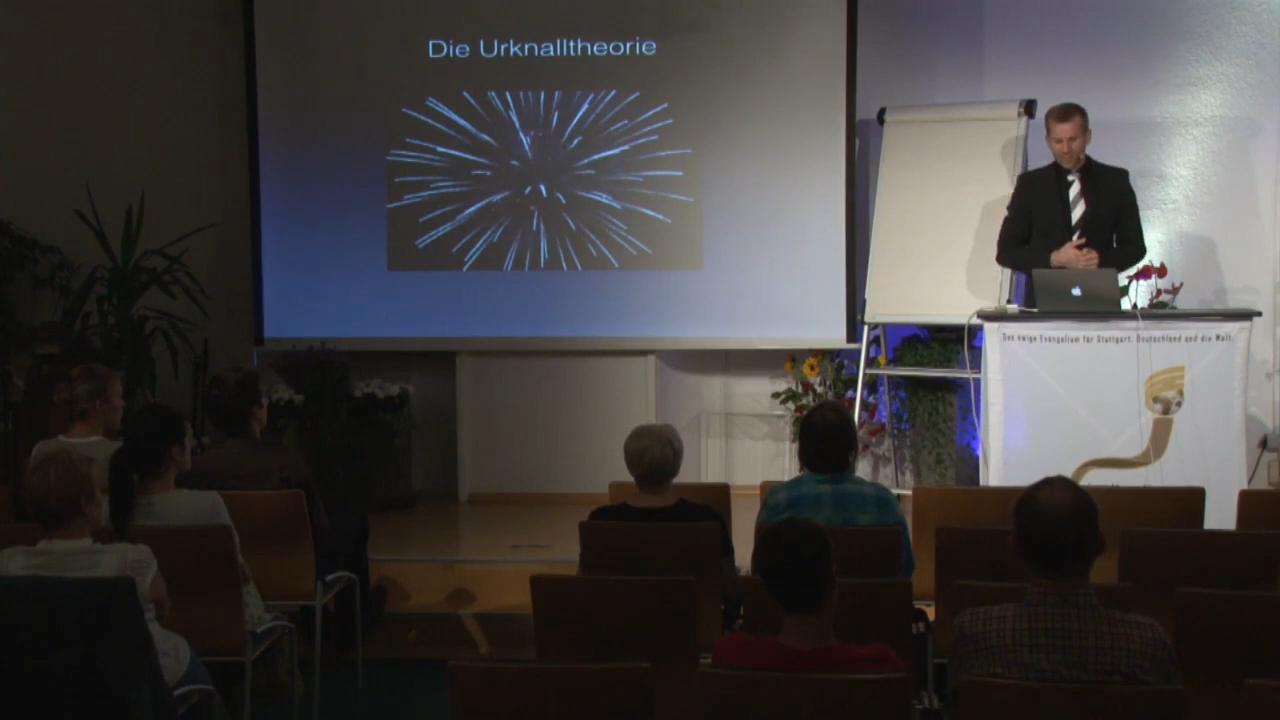 Die Urknalltheorie
Das ewige Evangelium für Stuttgart, Deutschland und die Welt.